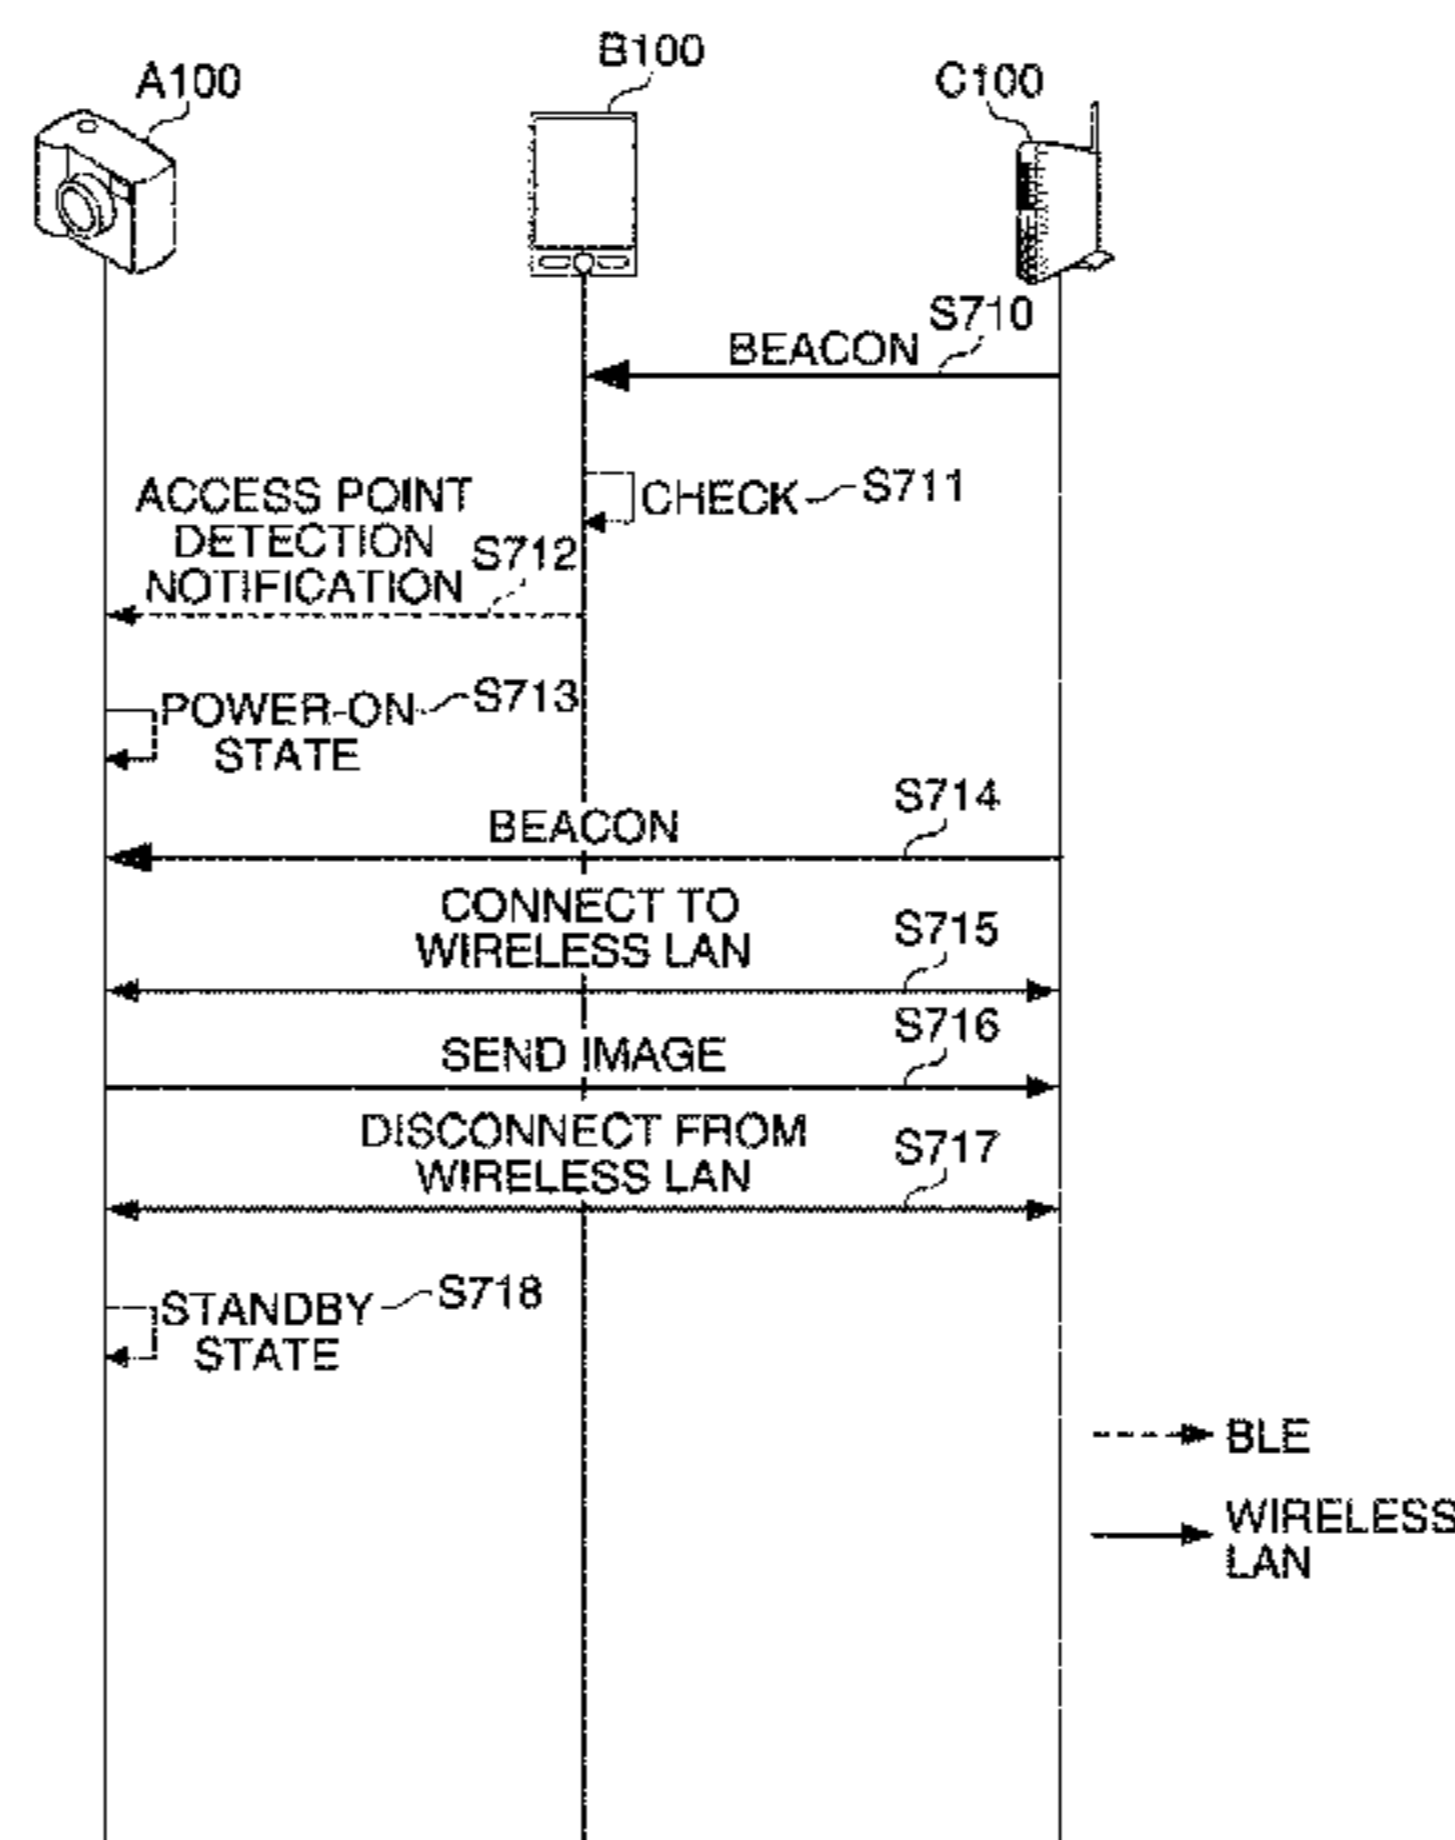 A100
B100
C100
S710
BEACON
CHECK
S711
ACCESS POINT
DETECTION
NOTIFICATION
S712
POWER-ON
STATE
S713
S714
BEACON
CONNECT TO
WIRELESS LAN
S715
S716
SEND IMAGE
DISCONNECT FROM
WIRELESS LAN
S717
STANDBY
STATE
S718
BLE
WIRELESS
LAN